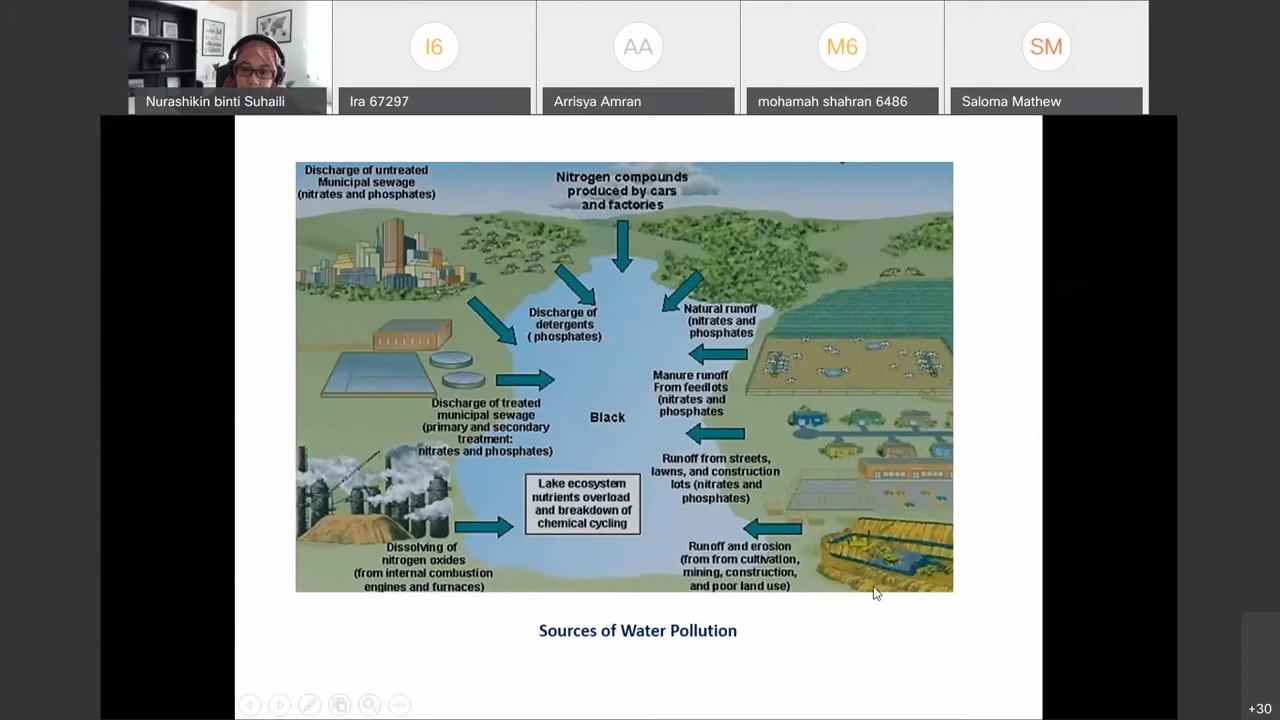 I6
AA
M6
SM
Nurashikin binti Suhaili
Ira 67297
Arrisya Amran
mohamah shahran 6486
Saloma Mathew
Discharge of untreated
Municipal sewage
(nitrates and phosphates)
Nitrogen compounds
produced by cars
and factories
Discharge of
detergents
( phosphates)
Natural runoff
(nitrates and
phosphates
Manure runoff
From feedlots
(nitrates and
phosphates
Discharge of treated
municipal sewage
(primary and secondary
treatment:
nitrates and phosphates)
Black
Runoff from streets,
lawns, and construction
lots (nitrates and
phosphates)
Lake ecosystem
nutrients overload
and breakdown of
chemical cycling
Dissolving of
nitrogen oxides
(from internal combustion
engines and furnaces)
Runoff and erosion
(from from cultivation,
mining, construction,
and poor land use)
Sources of Water Pollution
+30